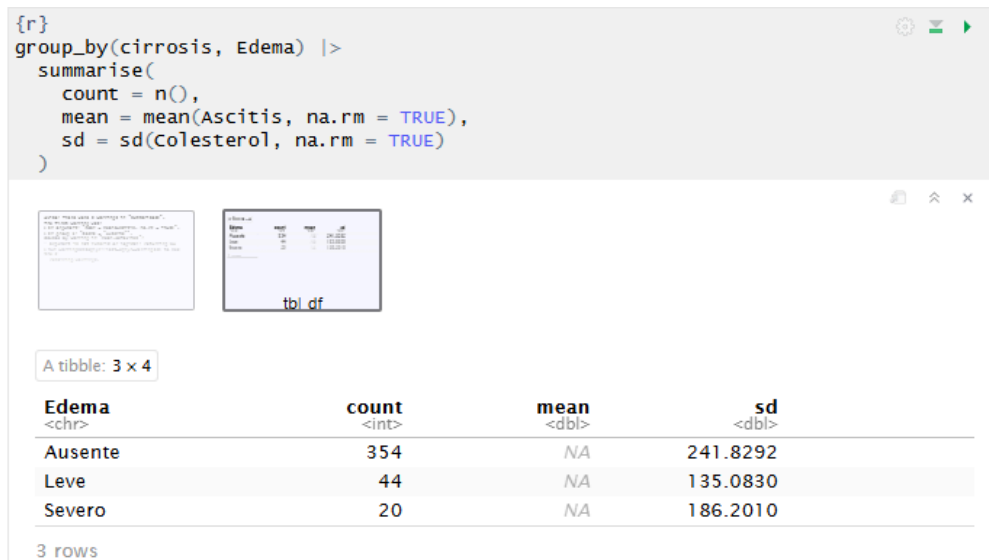 {r}
group_by(cirrosis, Edema) |>
summarise(
count = n(),
mean = mean(Ascitis, na.rm = TRUE),
sd = sd(Colesterol, na.rm = TRUE)
)
tbl_df
A tibble: 3 × 4
Edema count mean sd
<chr> <int> <dbl> <dbl>
Ausente 354 NA 241.8292
Leve 44 NA 135.0830
Severo 20 NA 186.2010
3 rows